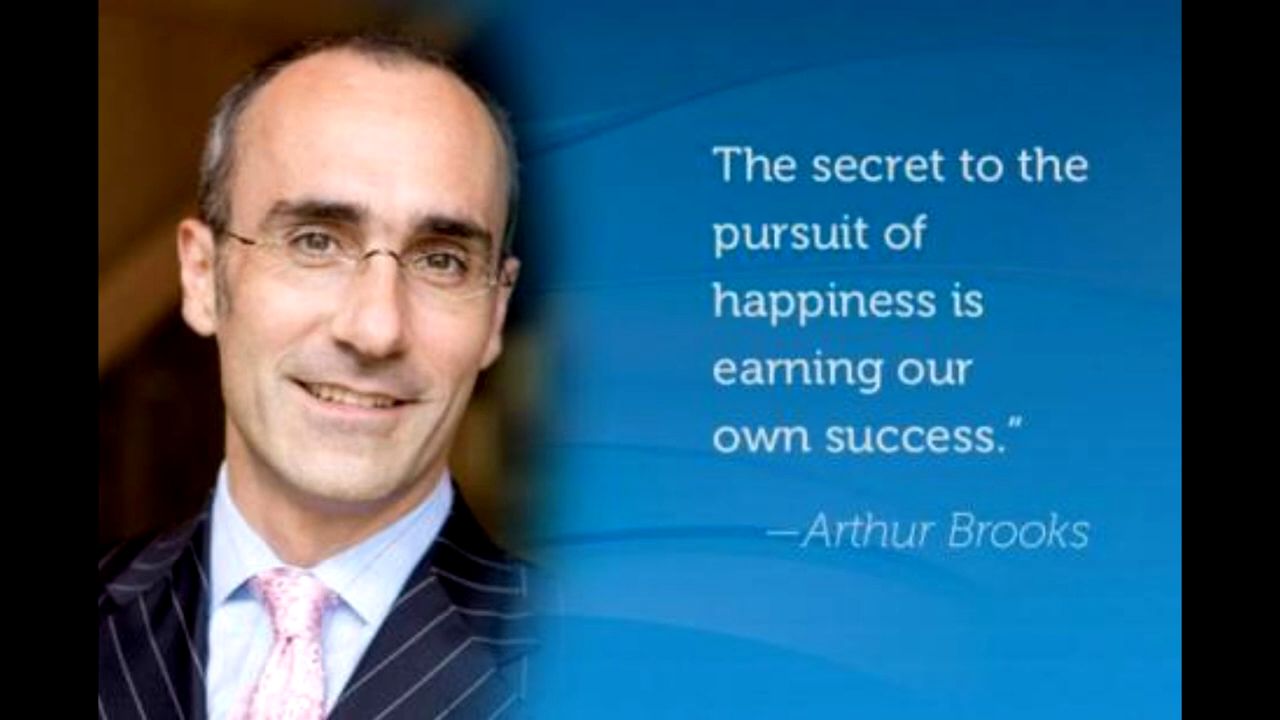 The secret to the
pursuit of
happiness is
earning our
own success.”
—Arthur Brooks